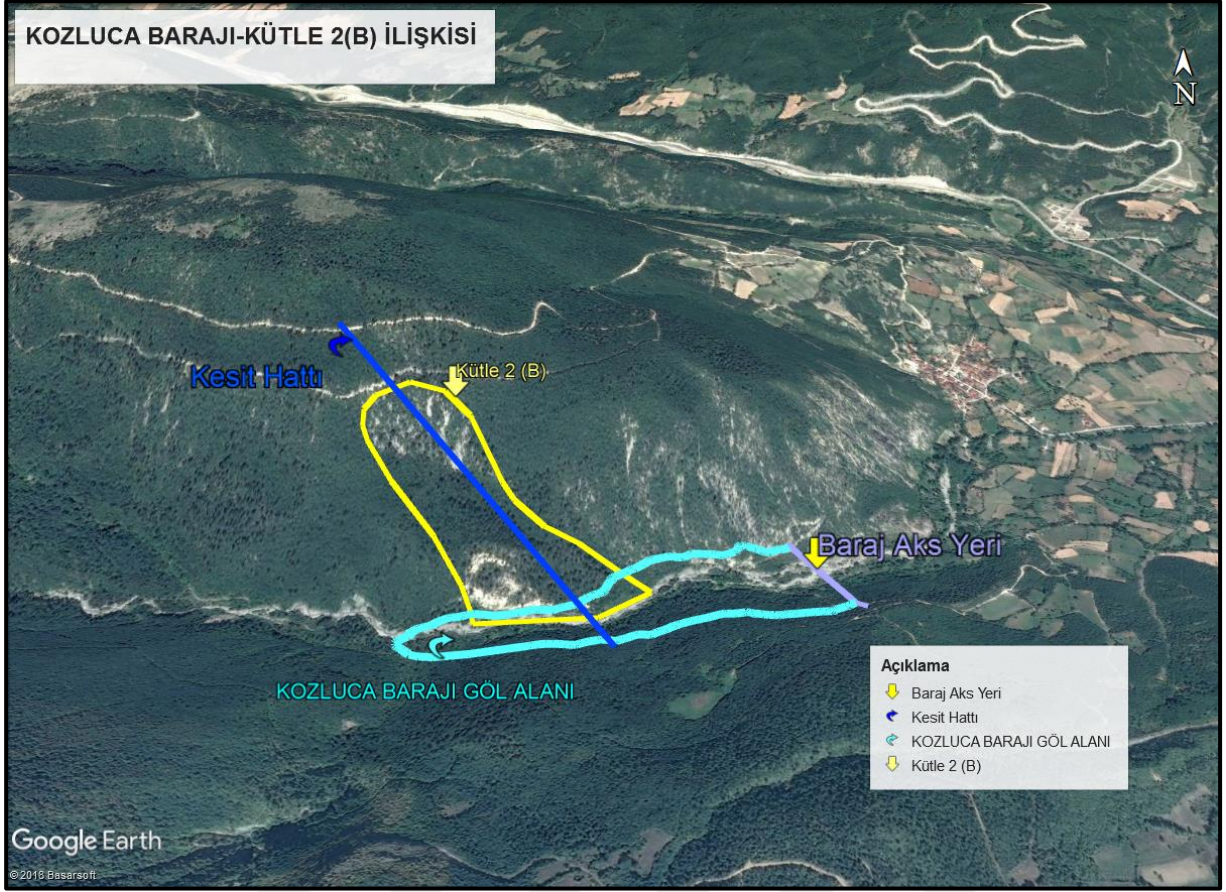 KOZLUCA BARAJI-KÜTLE 2(B) İLİŞKİSİ
N
Kütle 2 (B)
Kesit Hattı
Baraj Aks Yeri
KOZLUCA BARAJI GÖL ALANI
Açıklama
Baraj Aks Yeri
Kesit Hattı
KOZLUCA BARAJI GÖL ALANI
Kütle 2 (B)
Google Earth
© 2018 Basarsoft